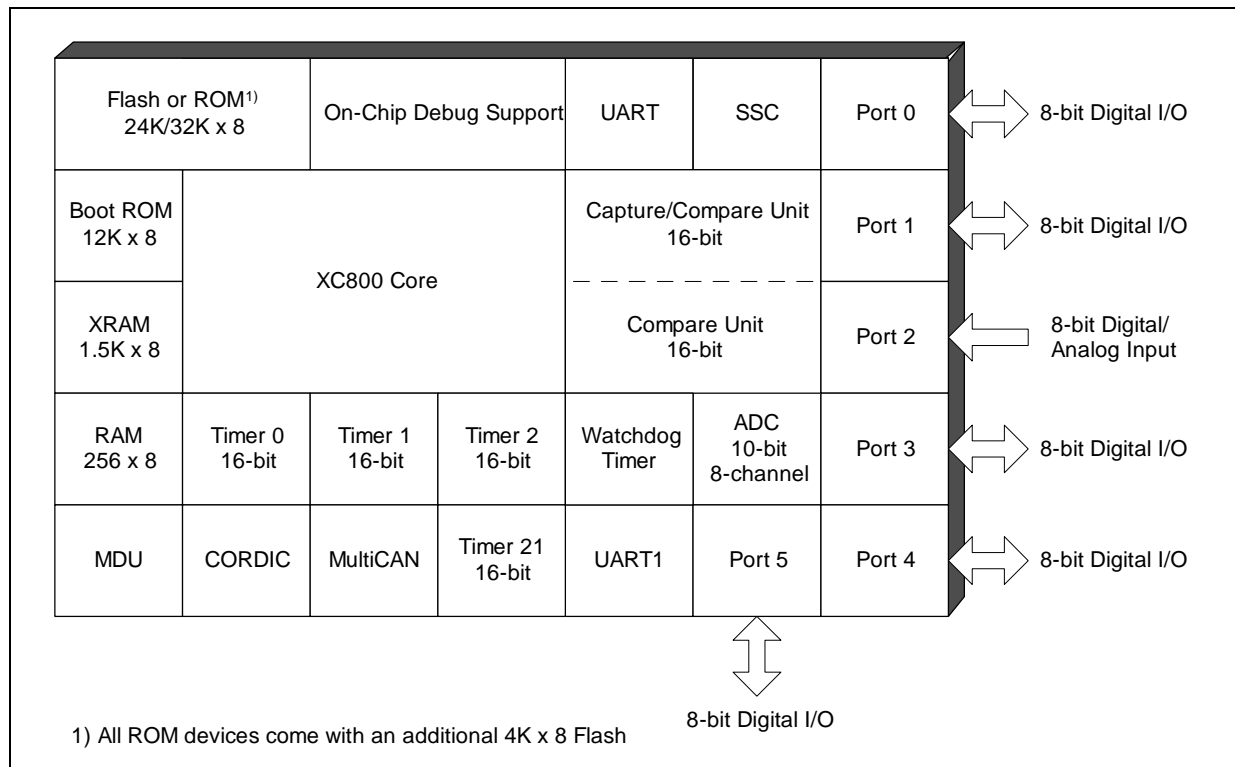 Flash or ROM1)
24K/32K x 8
On-Chip Debug Support
UART
SSC
Port 0
8-bit Digital I/O
Boot ROM
12K x 8
XC800 Core
Capture/Compare Unit
16-bit
Port 1
8-bit Digital I/O
XRAM
1.5K x 8
Compare Unit
16-bit
Port 2
8-bit Digital/
Analog Input
RAM
256 x 8
Timer 0
16-bit
Timer 1
16-bit
Timer 2
16-bit
Watchdog
Timer
ADC
10-bit
8-channel
Port 3
8-bit Digital I/O
MDU
CORDIC
MultiCAN
Timer 21
16-bit
UART1
Port 5
Port 4
8-bit Digital I/O
8-bit Digital I/O
1) All ROM devices come with an additional 4K x 8 Flash